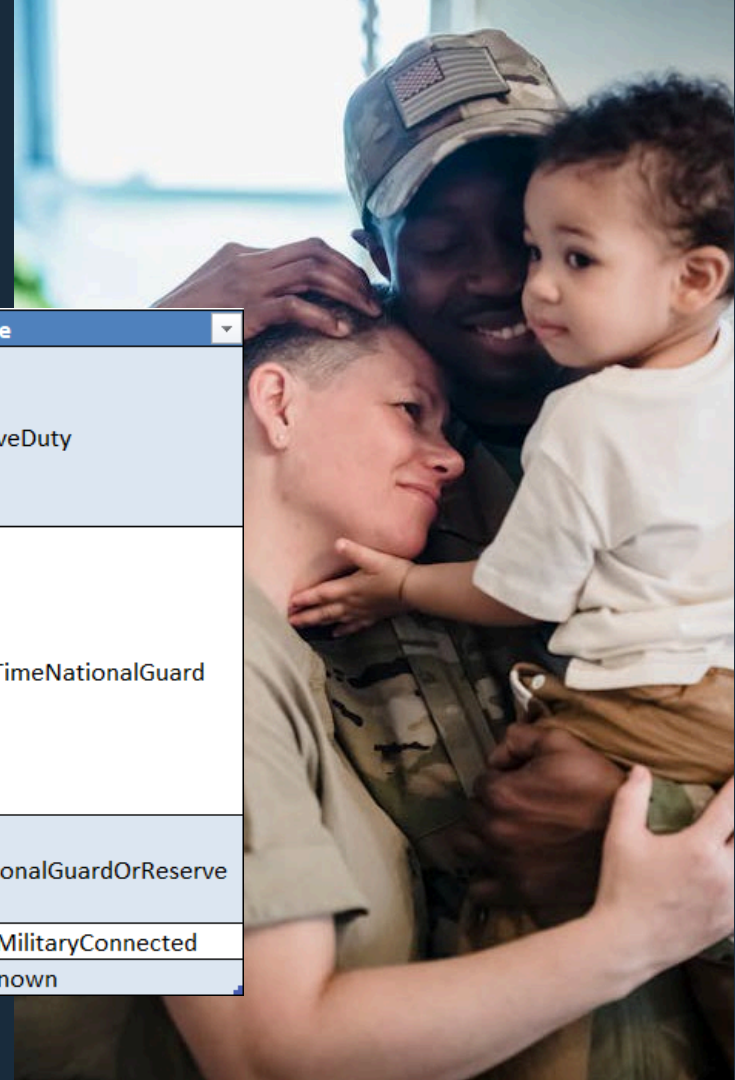 e
veDuty
TimeNationalGuard
onalGuardOrReserve
MilitaryConnected
nown